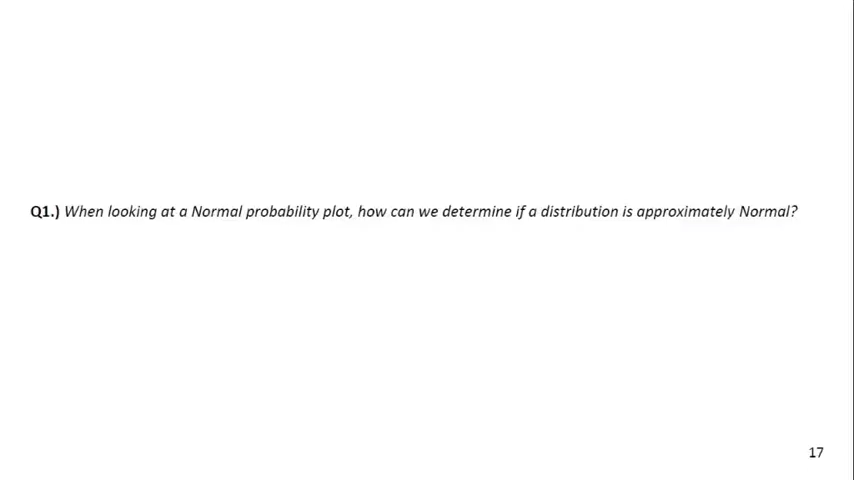 Q1.) When looking at a Normal probability plot, how can we determine if a distribution is approximately Normal?
17